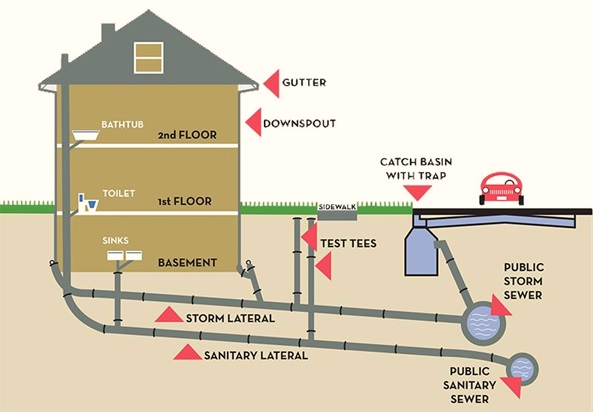 GUTTER
BATHTUB
DOWNSPOUT
2nd FLOOR
CATCH BASIN
WITH TRAP
TOILET
1st FLOOR
SIDEWALK
SINKS
TEST TEES
BASEMENT
PUBLIC
STORM
SEWER
STORM LATERAL
SANITARY LATERAL
PUBLIC
SANITARY
SEWER